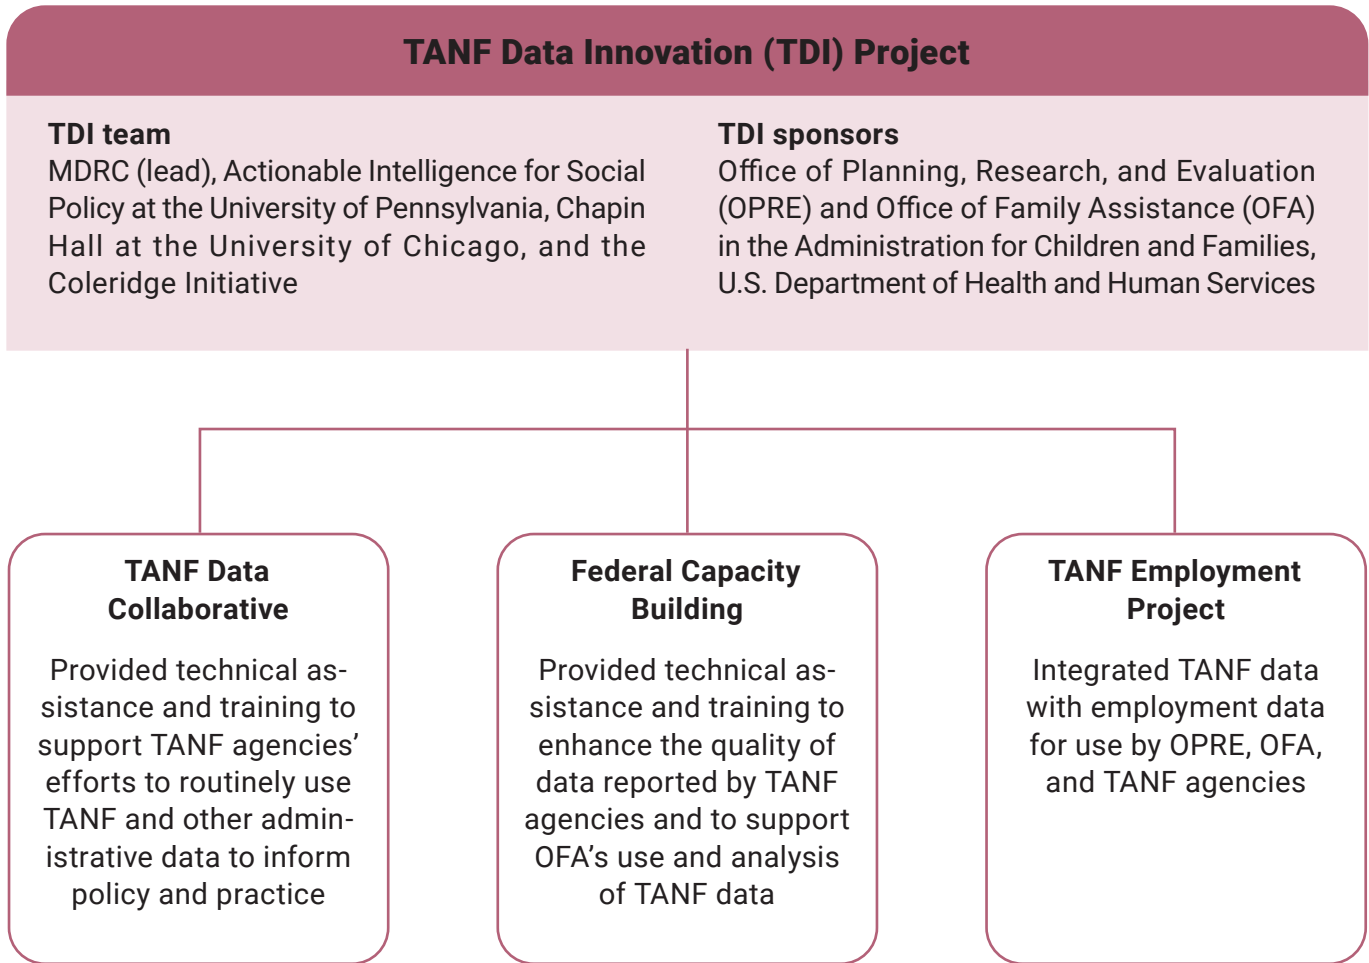 TANF Data Innovation (TDI) Project
TDI team
MDRC (lead), Actionable Intelligence for Social
Policy at the University of Pennsylvania, Chapin
Hall at the University of Chicago, and the
Coleridge Initiative
TDI sponsors
Office of Planning, Research, and Evaluation
(OPRE) and Office of Family Assistance (OFA)
in the Administration for Children and Families,
U.S. Department of Health and Human Services
TANF Data
Collaborative
Provided technical as-
sistance and training to
support TANF agencies’
efforts to routinely use
TANF and other admin-
istrative data to inform
policy and practice
Federal Capacity
Building
Provided technical as-
sistance and training to
enhance the quality of
data reported by TANF
agencies and to support
OFA’s use and analysis
of TANF data
TANF Employment
Project
Integrated TANF data
with employment data
for use by OPRE, OFA,
and TANF agencies